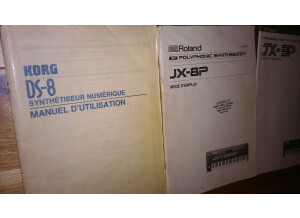 KORG
DS-8
SYNTHÉTISEUR NUMÉRIQUE
MANUEL D'UTILISATION
Roland
POLYPHONIC SYNTHESIZER
JX-8P
MODE D'EMPLOI
JX-8P